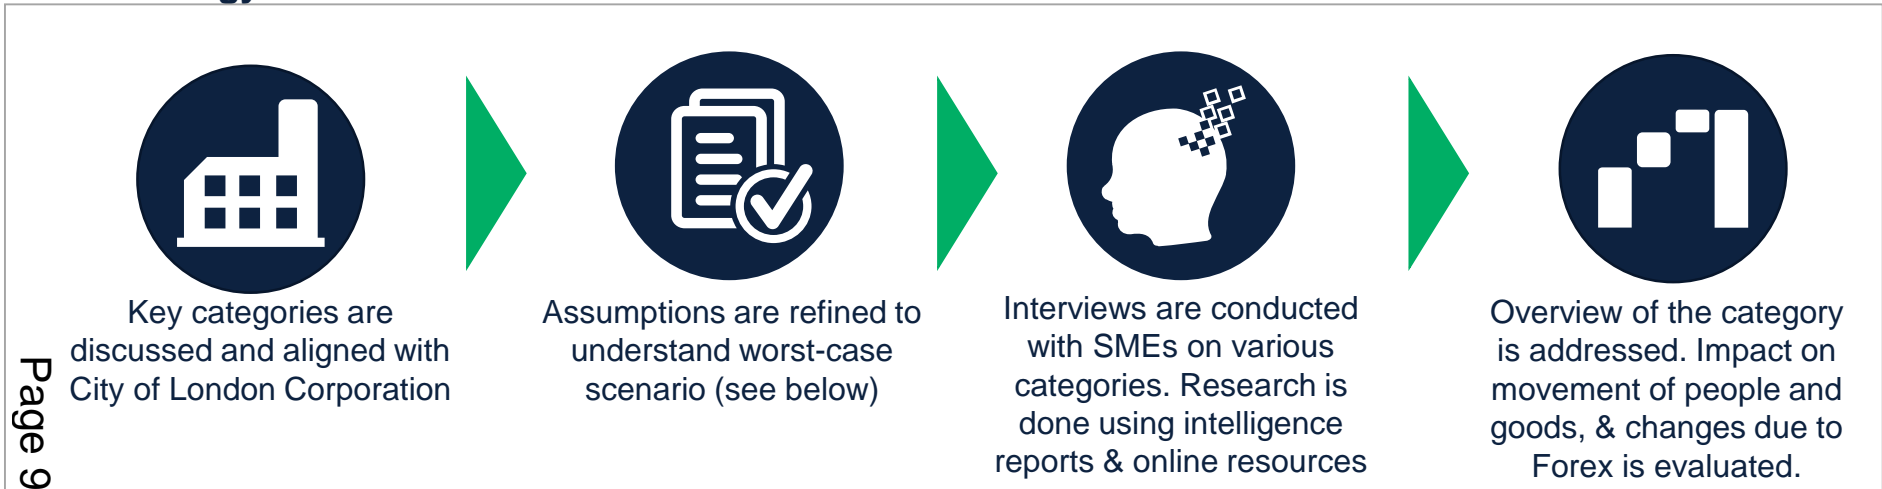 Key categories are
discussed and aligned with
City of London Corporation
Assumptions are refined to
understand worst-case
scenario (see below)
Interviews are conducted
with SMEs on various
categories. Research is
done using intelligence
reports & online resources
Overview of the category
is addressed. Impact on
movement of people and
goods, & changes due to
Forex is evaluated.
Page 9